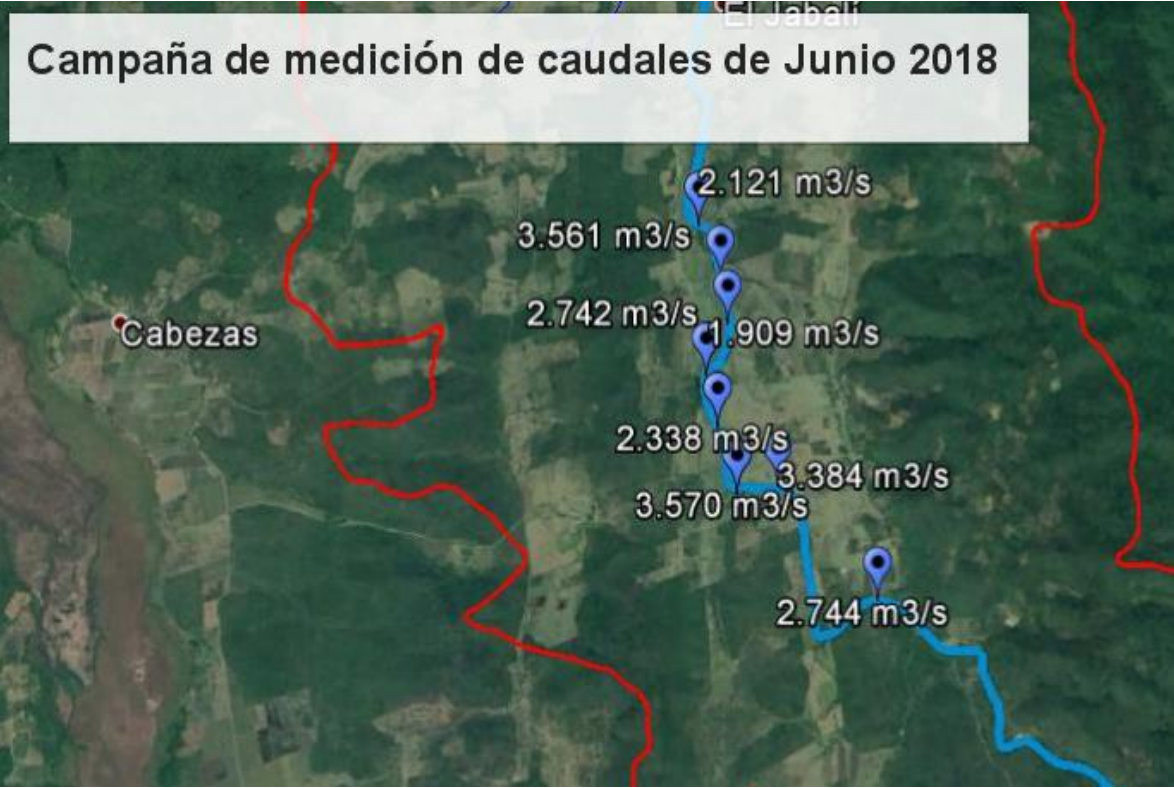 El Jabalí
Campaña de medición de caudales de Junio 2018
2.121 m3/s
3.561 m3/s
2.742 m3/s
1.909 m3/s
Cabezas
2.338 m3/s
3.384 m3/s
3.570 m3/s
2.744 m3/s